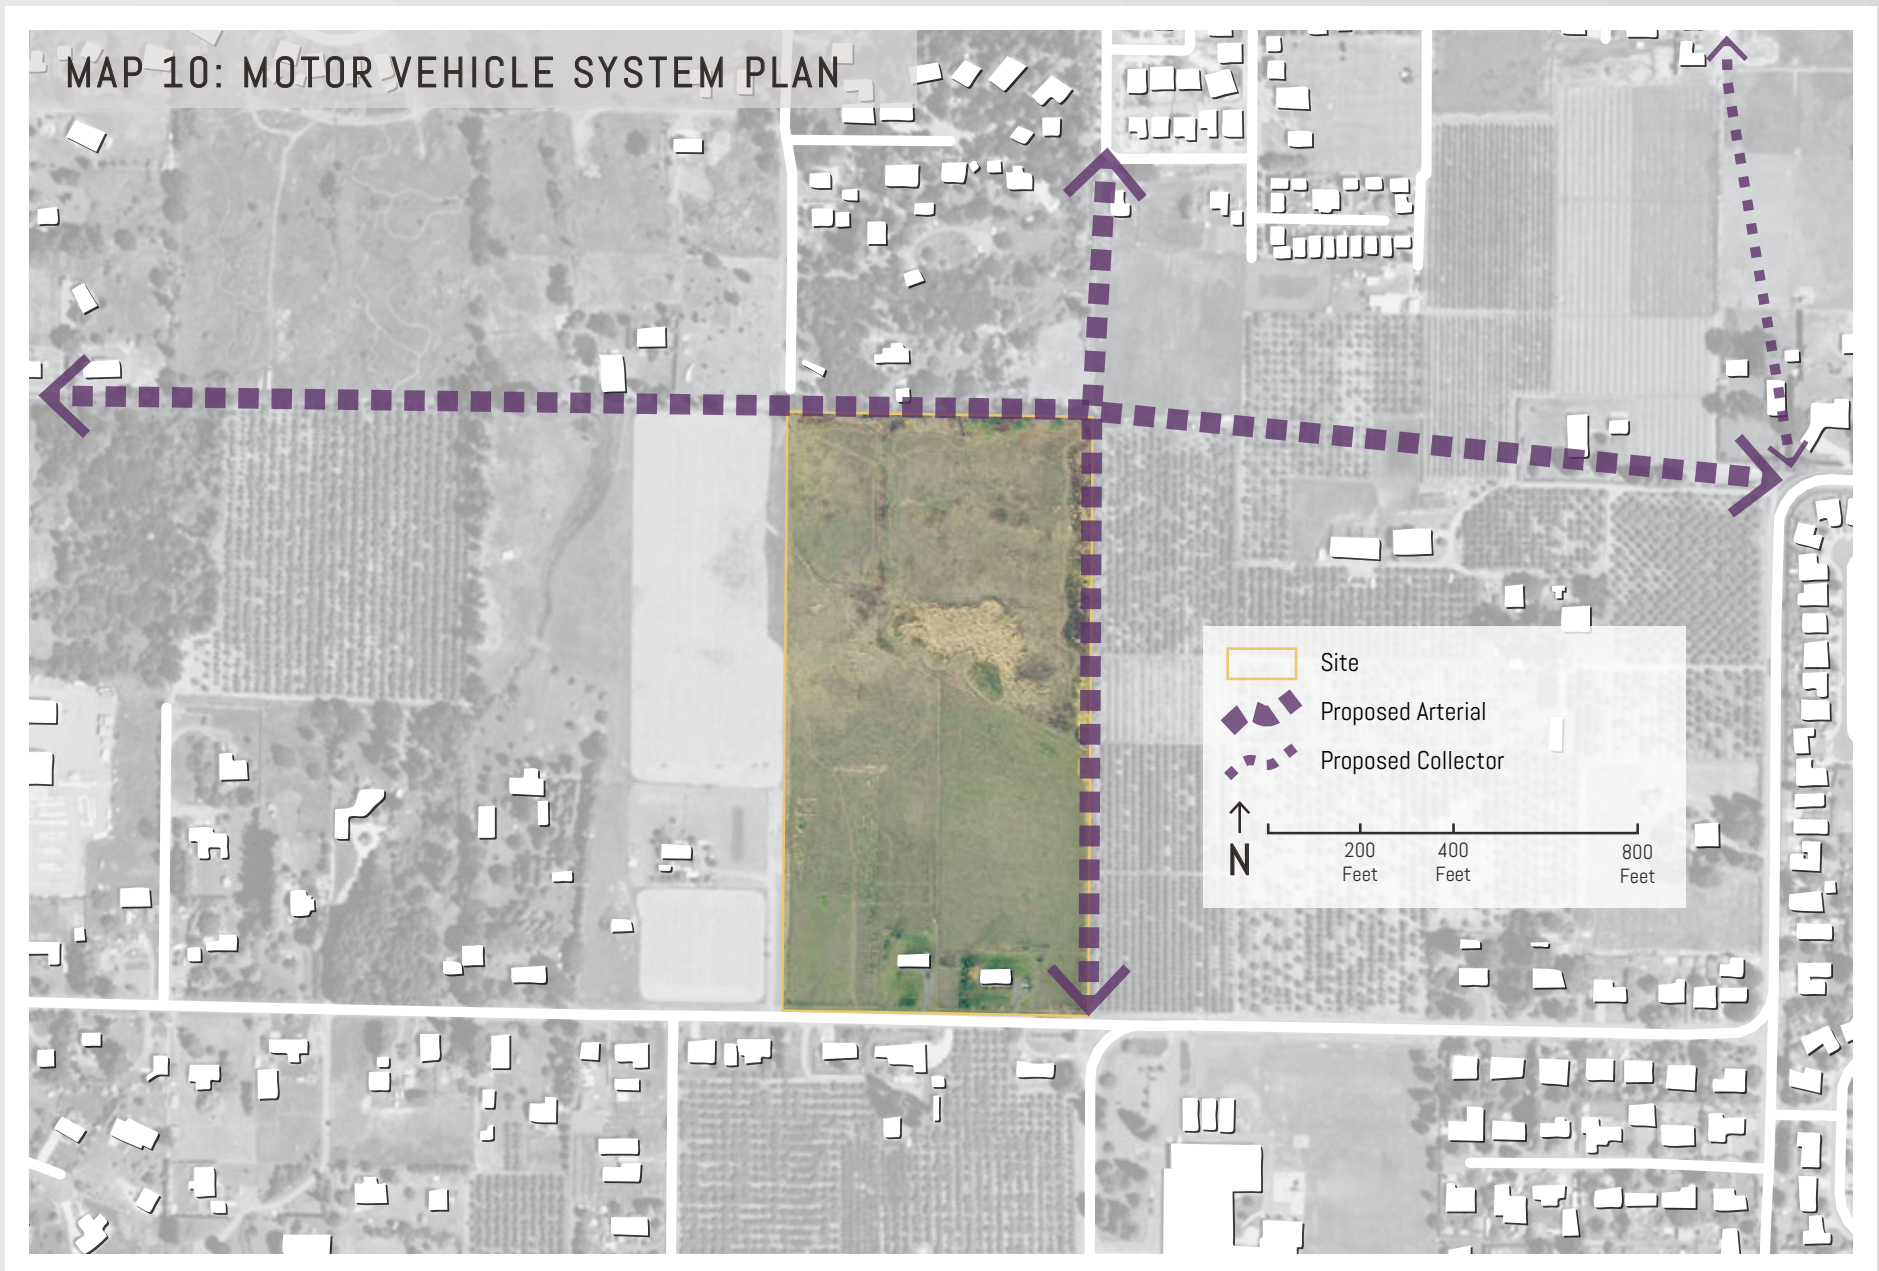 MAP 10: MOTOR VEHICLE SYSTEM PLAN
Site
Proposed Arterial
Proposed Collector
N
200 Feet
400 Feet
800 Feet